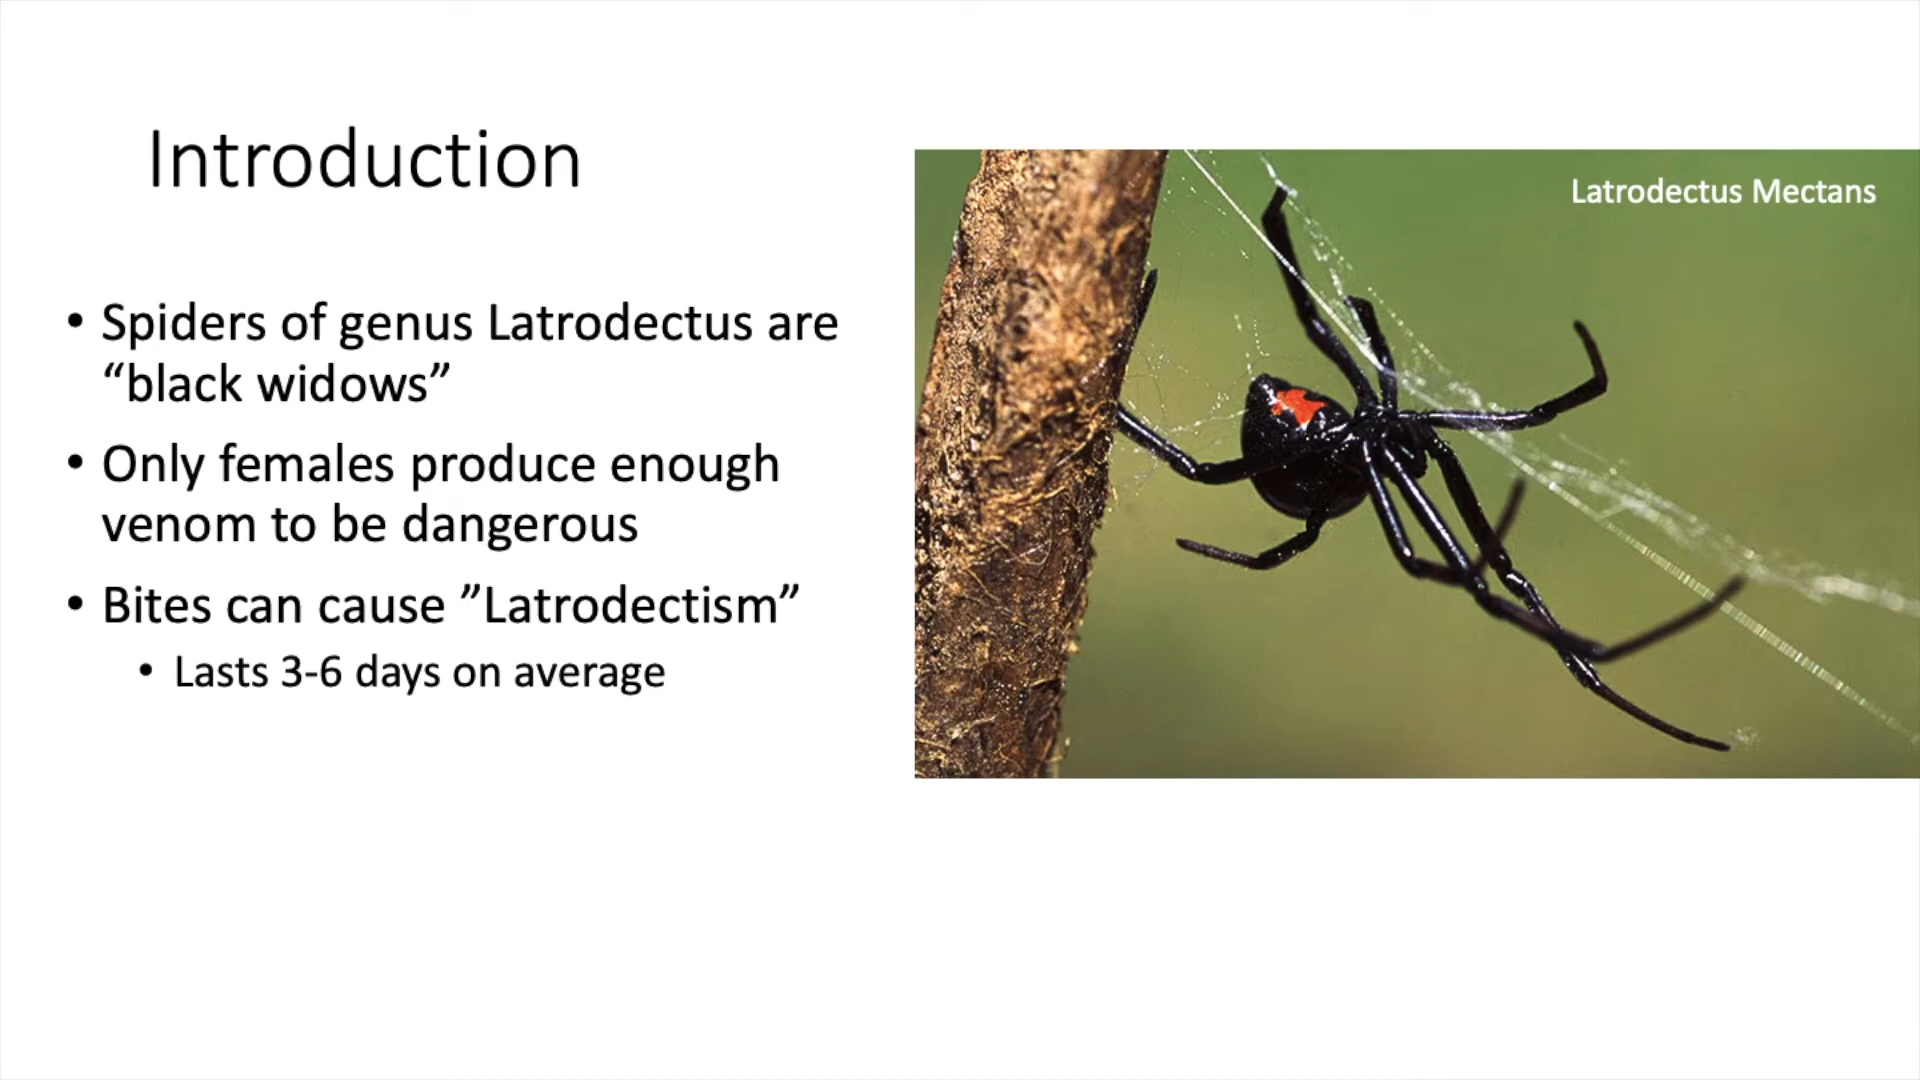 Introduction
Latrodectus Mectans
• Spiders of genus Latrodectus are
“black widows”
• Only females produce enough
venom to be dangerous
• Bites can cause ”Latrodectism”
• Lasts 3-6 days on average